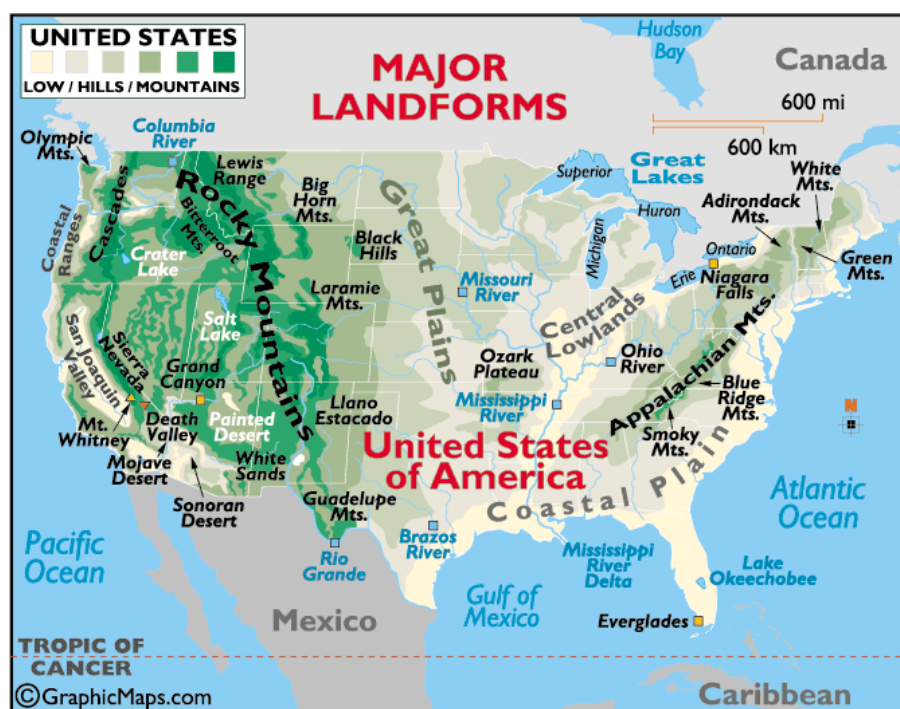 UNITED STATES
LOW / HILLS / MOUNTAINS
MAJOR
LANDFORMS
Hudson
Bay
Canada
600 mi
600 km
Olympic
Mts.
Columbia
River
Lewis
Range
Rocky Mountains
Cascades
Coastal
Ranges
Bitterroot
Mts.
Big
Horn
Mts.
Great Plains
Superior
Great
Lakes
White
Mts.
Adirondack
Mts.
Huron
Michigan
Ontario
Erie
Niagara
Falls
Green
Mts.
Crater
Lake
Black
Hills
Missouri
River
Laramie
Mts.
Salt
Lake
Central
Lowlands
Sierra
Nevada
San Joaquin
Valley
Grand
Canyon
Ozark
Plateau
Ohio
River
Appalachian Mts.
Blue
Ridge
Mts.
Mississippi
River
Llano
Estacado
Painted
Desert
Mt.
Whitney
Death
Valley
Mojave
Desert
White
Sands
Smoky
Mts.
N
United States
of America
Coastal Plain
Sonoran
Desert
Guadelupe
Mts.
Atlantic
Ocean
Pacific
Ocean
Rio
Grande
Brazos
River
Mississippi
River
Delta
Lake
Okeechobee
Gulf of
Mexico
Mexico
Everglades
TROPIC OF
CANCER
©GraphicMaps.com
Caribbean